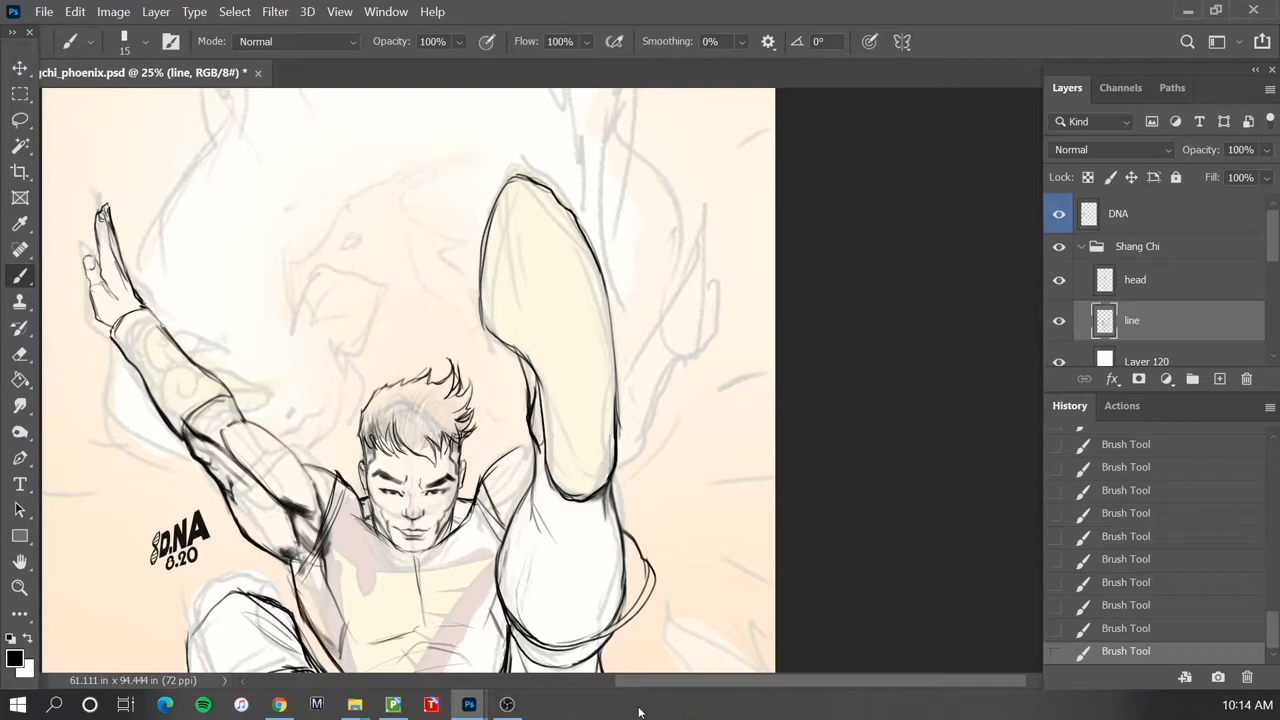 File Edit Image Layer Type Select Filter 3D View Window Help
15 Mode: Normal Opacity: 100% Flow: 100% Smoothing: 0% 0°
gchi_phoenix.psd @ 25% (line, RGB/8#) *
Layers Channels Paths
Kind
Normal Opacity: 100%
Lock: Fill: 100%
DNA
Shang Chi
head
line
Layer 120
History Actions
Brush Tool
Brush Tool
Brush Tool
Brush Tool
Brush Tool
Brush Tool
Brush Tool
Brush Tool
Brush Tool
Brush Tool
DNA
8.20
61.111 in x 94.444 in (72 ppi)
10:14 AM